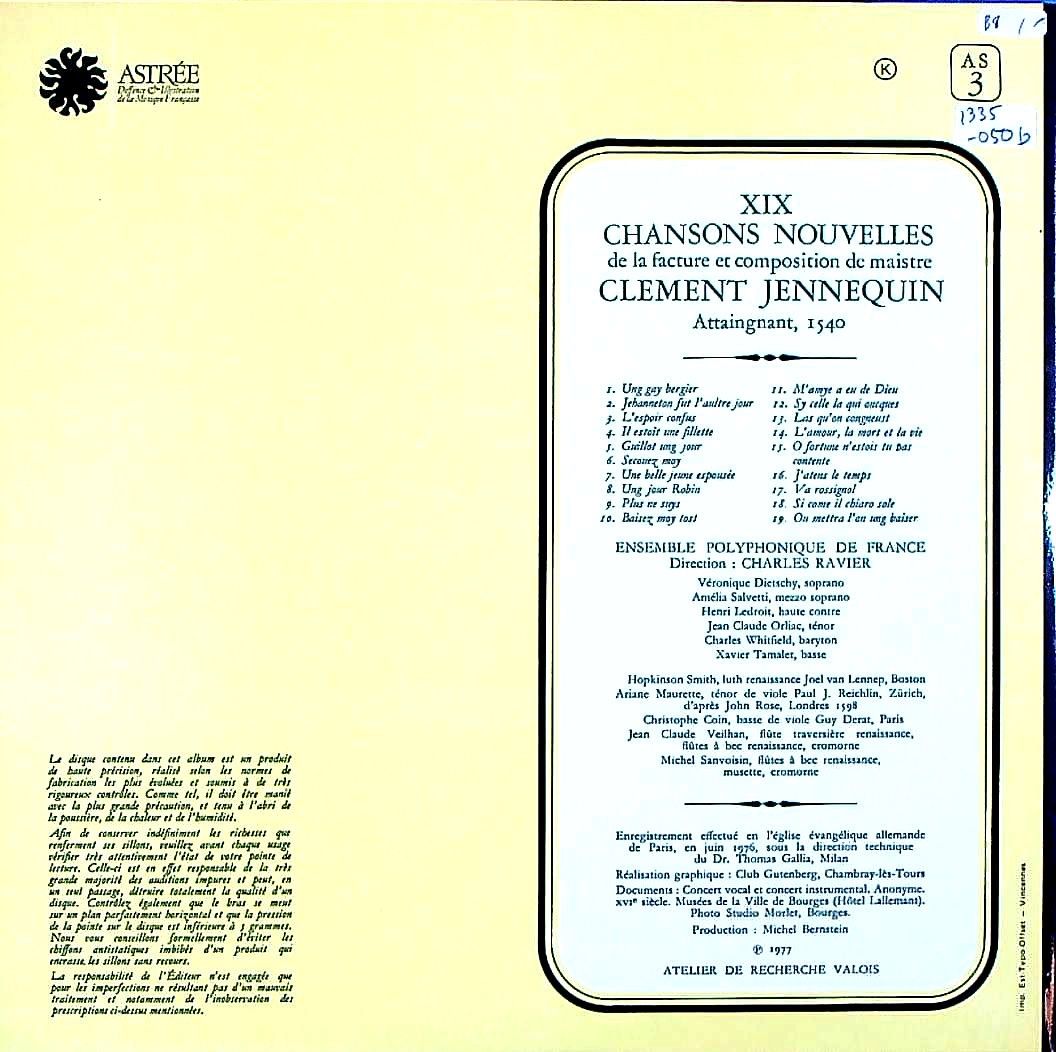 ASTRÉE
Deffence & Illustration
de la Musique Française
K
AS
3
1335
-050 b
XIX
CHANSONS NOUVELLES
de la facture et composition de maistre
CLEMENT JENNEQUIN
Attaingnant, 1540
1. Ung gay bergier
2. Jehanneton fut l'aultre jour
3. L'espoir confus
4. Il estoit une fillette
5. Guillot ung jour
6. Secouez moy
7. Une belle jeune espousée
8. Ung jour Robin
9. Plus ne suys
10. Baisez moy tost
11. M'amye a eu de Dieu
12. Sy celle la qui oncques
13. Las qu'on congneust
14. L'amour, la mort et la vie
15. O fortune n'estois tu pas
contente
16. J'atens le temps
17. Va rossignol
18. Si come il chiaro sole
19. On mettra l'on ung baiser
ENSEMBLE POLYPHONIQUE DE FRANCE
Direction : CHARLES RAVIER
Véronique Dietschy, soprano
Amélia Salvetti, mezzo soprano
Henri Ledroit, haute contre
Jean Claude Orliac, ténor
Charles Whitfield, baryton
Xavier Tamalet, basse
Hopkinson Smith, luth renaissance Joel van Lennep, Boston
Ariane Maurette, ténor de viole Paul J. Reichlin, Zürich,
d'après John Rose, Londres 1598
Christophe Coin, basse de viole Guy Derat, Paris
Jean Claude Veilhan, flûte traversière renaissance,
flûtes à bec renaissance, cromorne
Michel Sanvoisin, flûtes à bec renaissance,
musette, cromorne
Enregistrement effectué en l'église évangélique allemande
de Paris, en juin 1976, sous la direction technique
du Dr. Thomas Gallia, Milan
Réalisation graphique : Club Gutenberg, Chambray-lès-Tours
Documents : Concert vocal et concert instrumental, Anonyme.
XVIe siècle. Musées de la Ville de Bourges (Hôtel Lallemant).
Photo Studio Morlet, Bourges.
Production : Michel Bernstein
℗ 1977
ATELIER DE RECHERCHE VALOIS
Le disque contenu dans cet album est un produit
de haute précision, réalisé selon les normes de
fabrication les plus évoluées et soumis à de très
rigoureux contrôles. Comme tel, il doit être manié
avec la plus grande précaution, et tenu à l'abri de
la poussière, de la chaleur et de l'humidité.
Afin de conserver indéfiniment les richesses que
renferment ses sillons, veuillez avant chaque usage
vérifier très attentivement l'état de votre pointe de
lecture. Celle-ci est en effet responsable de la très
grande majorité des auditions impures et peut, en
un seul passage, détruire totalement la qualité d'un
disque. Contrôlez également que le bras se meut
sur un plan parfaitement horizontal et que la pression
de la pointe sur le disque est inférieure à 3 grammes.
Nous vous conseillons formellement d'éviter les
chiffons antistatiques imbibés d'un produit qui
encrasse les sillons sans recours.
La responsabilité de l'Éditeur n'est engagée que
pour les imperfections ne résultant pas d'un mauvais
traitement et notamment de l'inobservation des
prescriptions ci-dessus mentionnées.
Imp. Est-Typo-Offset — Vincennes